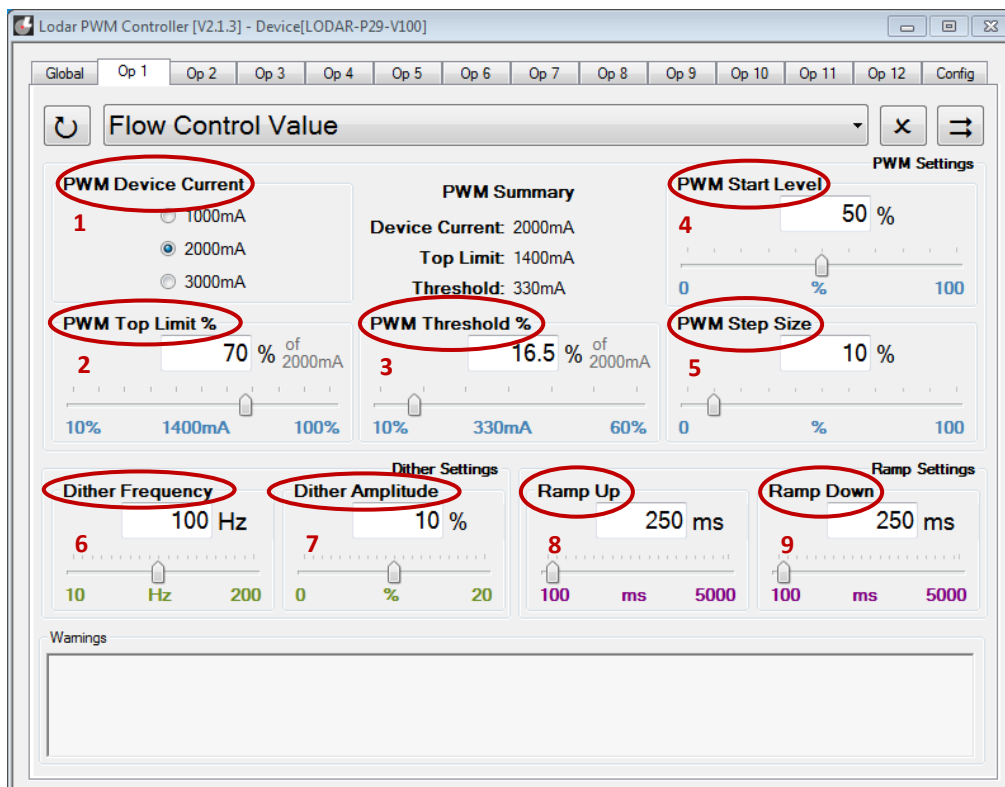 Lodar PWM Controller [V2.1.3] - Device[LODAR-P29-V100]
Global Op 1 Op 2 Op 3 Op 4 Op 5 Op 6 Op 7 Op 8 Op 9 Op 10 Op 11 Op 12 Config
Flow Control Value
PWM Settings
PWM Device Current
1
1000mA
2000mA
3000mA
PWM Summary
Device Current: 2000mA
Top Limit: 1400mA
Threshold: 330mA
PWM Start Level
4
50 %
0 % 100
PWM Top Limit %
2
70 % of 2000mA
10% 1400mA 100%
PWM Threshold %
3
16.5 % of 2000mA
10% 330mA 60%
PWM Step Size
5
10 %
0 % 100
Dither Settings
Dither Frequency
6
100 Hz
10 Hz 200
Dither Amplitude
7
10 %
0 % 20
Ramp Settings
Ramp Up
8
250 ms
100 ms 5000
Ramp Down
9
250 ms
100 ms 5000
Warnings